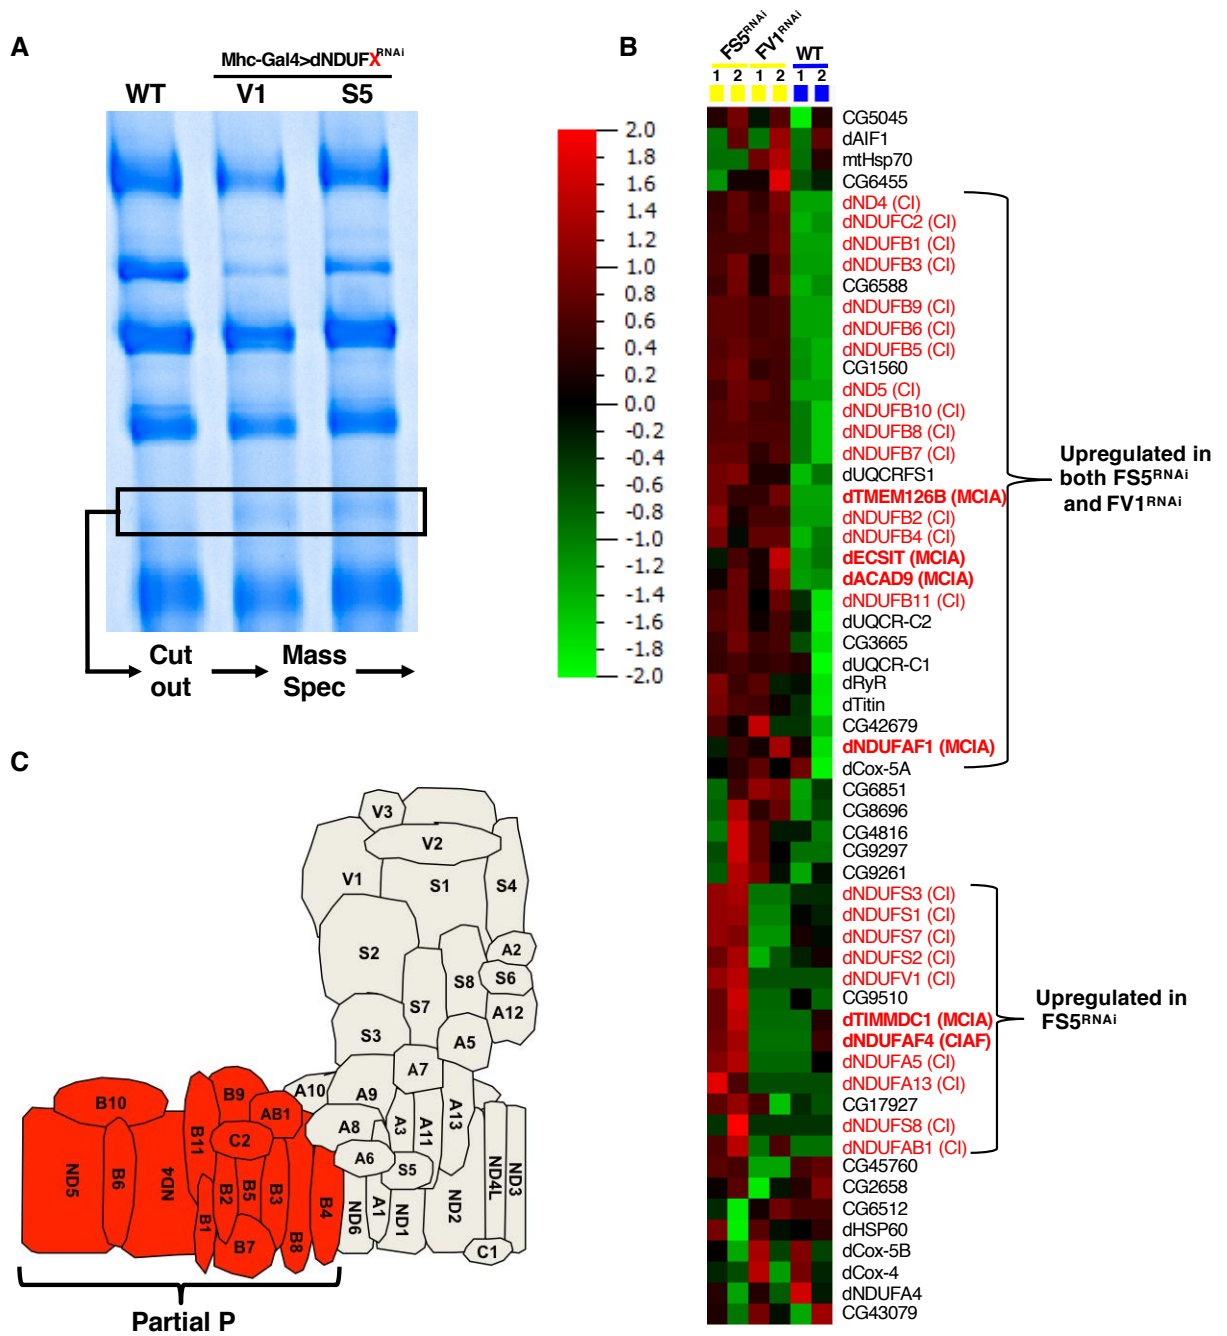 A
Mhc-Gal4>dNDUFXRNAi
WT
V1
S5
Cut
out
Mass
Spec
B
FS5RNAi
FV1RNAi
WT
1
2
1
2
1
2
2.0
1.8
1.6
1.4
1.2
1.0
0.8
0.6
0.4
0.2
0.0
-0.2
-0.4
-0.6
-0.8
-1.0
-1.2
-1.4
-1.6
-1.8
-2.0
CG5045
dAIF1
mtHsp70
CG6455
dND4 (CI)
dNDUFC2 (CI)
dNDUFB1 (CI)
dNDUFB3 (CI)
CG6588
dNDUFB9 (CI)
dNDUFB6 (CI)
dNDUFB5 (CI)
CG1560
dND5 (CI)
dNDUFB10 (CI)
dNDUFB8 (CI)
dNDUFB7 (CI)
dUQCRFS1
dTMEM126B (MCIA)
dNDUFB2 (CI)
dNDUFB4 (CI)
dECSIT (MCIA)
dACAD9 (MCIA)
dNDUFB11 (CI)
dUQCR-C2
CG3665
dUQCR-C1
dRyR
dTitin
CG42679
dNDUFAF1 (MCIA)
dCox-5A
CG6851
CG8696
CG4816
CG9297
CG9261
dNDUFS3 (CI)
dNDUFS1 (CI)
dNDUFS7 (CI)
dNDUFS2 (CI)
dNDUFV1 (CI)
CG9510
dTIMMDC1 (MCIA)
dNDUFAF4 (CIAF)
dNDUFA5 (CI)
dNDUFA13 (CI)
CG17927
dNDUFS8 (CI)
dNDUFAB1 (CI)
CG45760
CG2658
CG6512
dHSP60
dCox-5B
dCox-4
dNDUFA4
CG43079
Upregulated in
both FS5RNAi
and FV1RNAi
Upregulated in
FS5RNAi
C
V3
V2
V1
S1
S4
S2
A2
S8
S6
S7
A12
S3
A5
A7
A10
A9
B9
B10
AB1
A13
A3
A11
A8
B11
C2
A6
S5
ND5
B6
ND4
B2
B5
B3
B4
B1
B7
B8
ND6
A1
ND1
ND2
ND4L
ND3
C1
Partial P